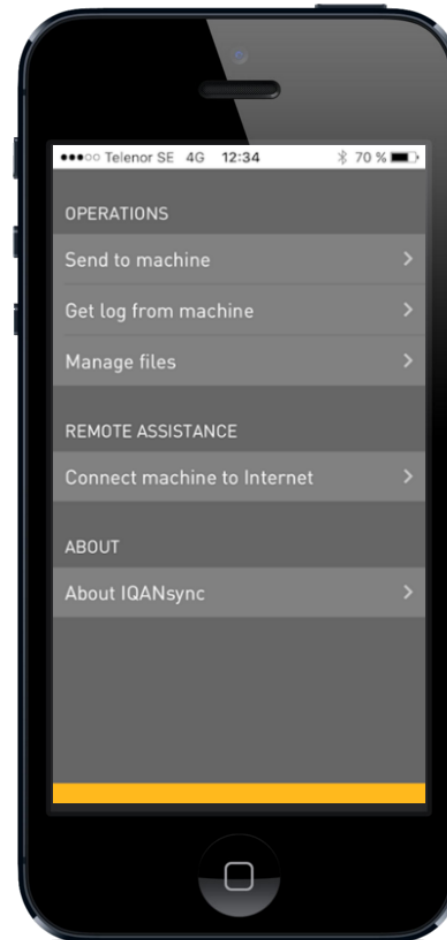 Telenor SE 4G 12:34 70 %
OPERATIONS
Send to machine
Get log from machine
Manage files
REMOTE ASSISTANCE
Connect machine to Internet
ABOUT
About IQANsync